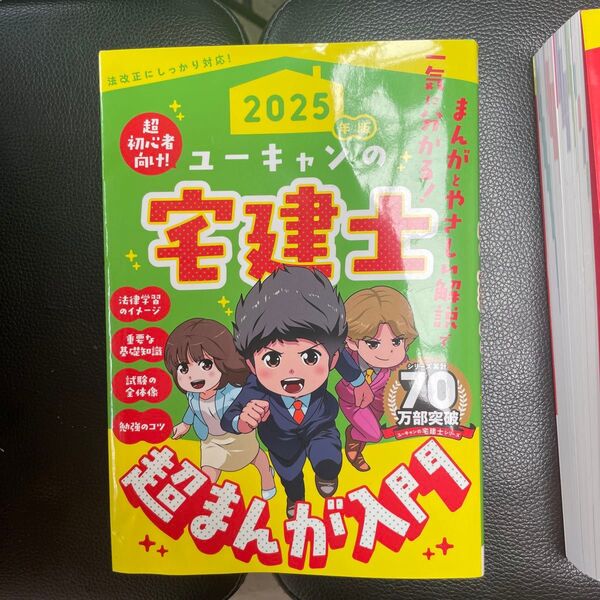 法改正にしっかり対応!
2025
年版
超
初心者
向け!
ユーキャンの
宅建士
まんがとやさしい解説で
一気にわかる!
法律学習
のイメージ
重要な
基礎知識
試験の
全体像
勉強のコツ
シリーズ累計
70
万部突破
ユーキャンの宅建士シリーズ
超まんが入門